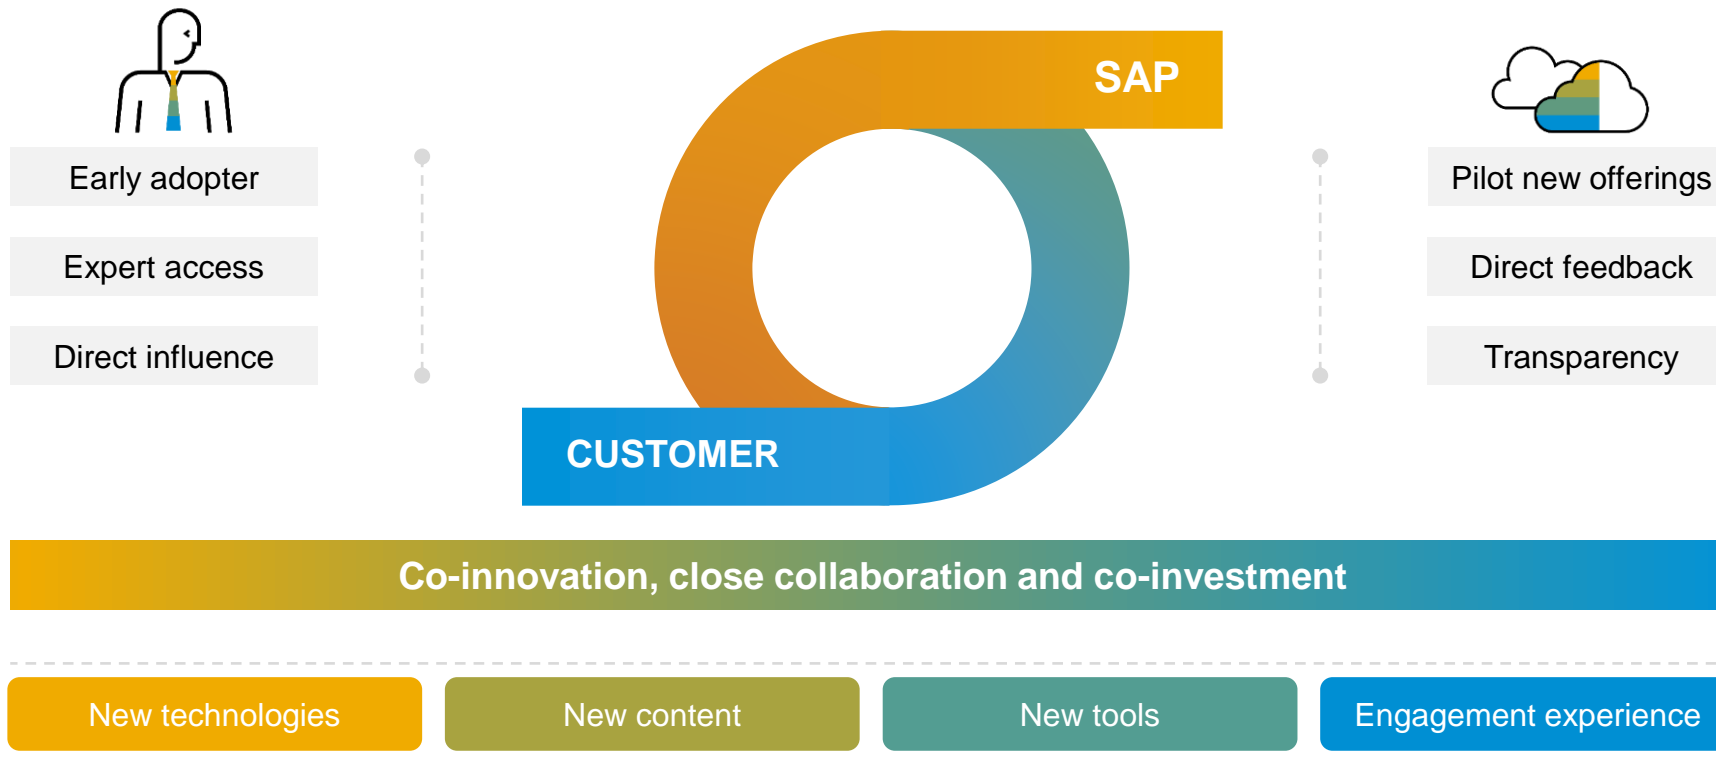 SAP
Early adopter
Expert access
Direct influence
Pilot new offerings
Direct feedback
Transparency
CUSTOMER
Co-innovation, close collaboration and co-investment
New technologies
New content
New tools
Engagement experience